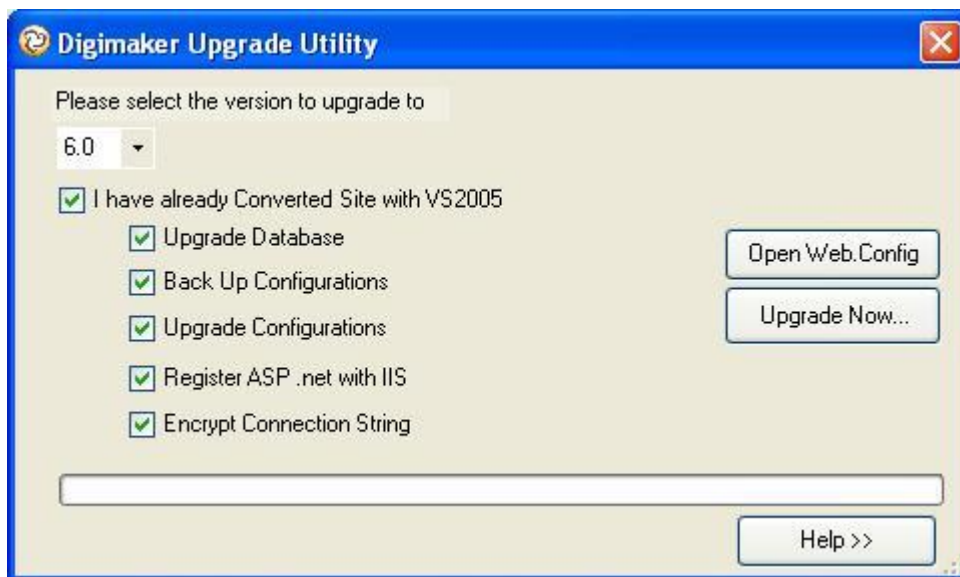 Digimaker Upgrade Utility
Please select the version to upgrade to
6.0
I have already Converted Site with VS2005
Upgrade Database
Back Up Configurations
Upgrade Configurations
Register ASP .net with IIS
Encrypt Connection String
Open Web.Config
Upgrade Now...
Help >>